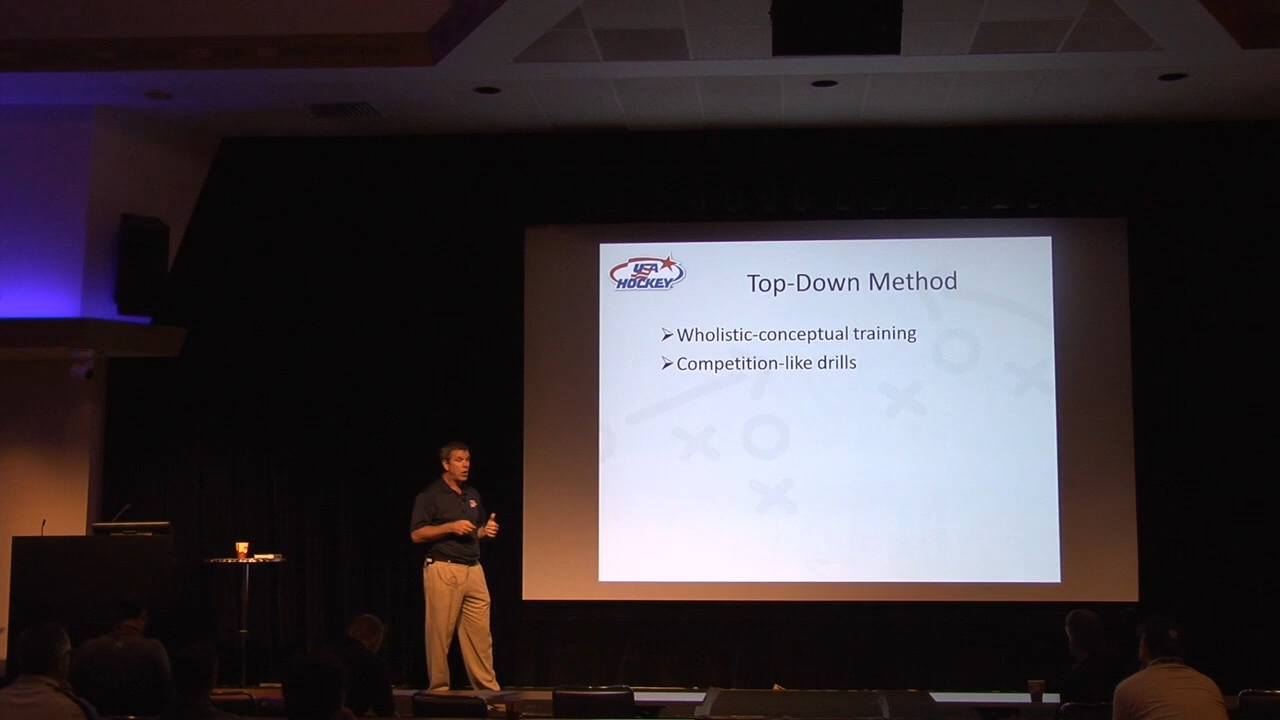 USA
HOCKEY
Top-Down Method
➢Wholistic-conceptual training
➢Competition-like drills